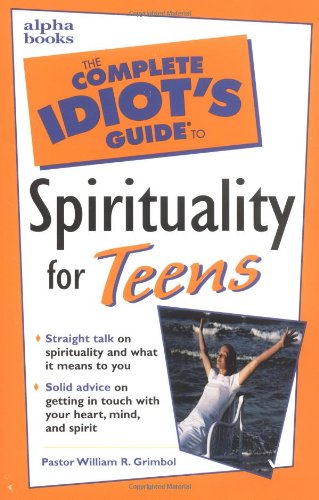 alpha
books
THE
COMPLETE
IDIOT'S
GUIDE® TO
Spirituality
for Teens
Straight talk on
spirituality and what
it means to you
Solid advice on
getting in touch with
your heart, mind, and
spirit
Pastor William R. Grimbol